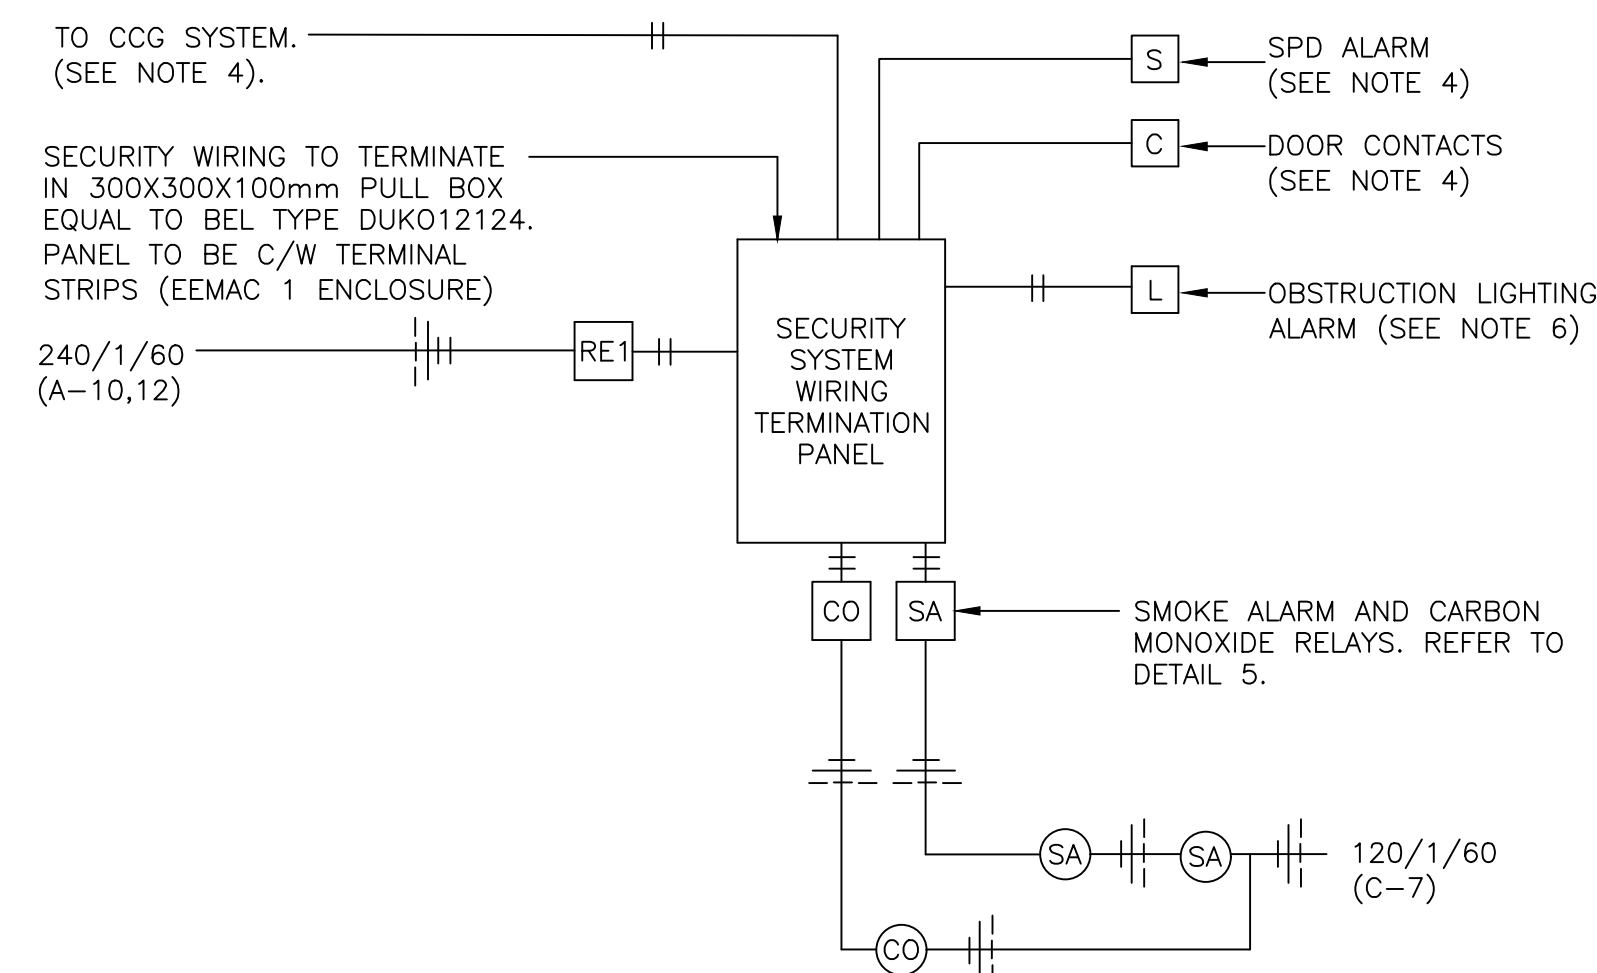 TO CCG SYSTEM.
(SEE NOTE 4).
SECURITY WIRING TO TERMINATE
IN 300X300X100mm PULL BOX
EQUAL TO BEL TYPE DUKO12124.
PANEL TO BE C/W TERMINAL
STRIPS (EEMAC 1 ENCLOSURE)
240/1/60
(A-10,12)
RE1
SECURITY
SYSTEM
WIRING
TERMINATION
PANEL
S
SPD ALARM
(SEE NOTE 4)
C
DOOR CONTACTS
(SEE NOTE 4)
L
OBSTRUCTION LIGHTING
ALARM (SEE NOTE 6)
CO
SA
SMOKE ALARM AND CARBON
MONOXIDE RELAYS. REFER TO
DETAIL 5.
SA
SA
120/1/60
(C-7)
CO